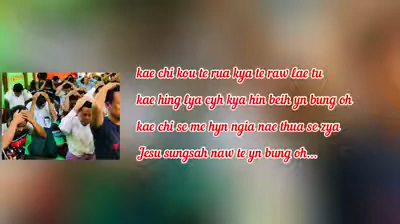 kae chi kou te rua kya te raw lae tu
kae hing lya cyh kya hin beih yn bung oh
kae chi se me hyn ngia nae thua se zya
Jesu sungsah naw te yn bung oh...